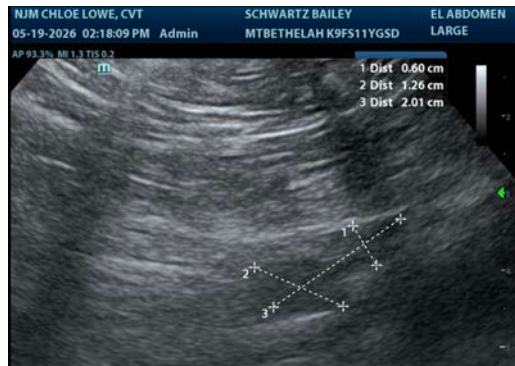 NJM CHLOE LOWE, CVT SCHWARTZ BAILEY EL ABDOMEN
05-19-2026 02:18:09 PM Admin MTBETHELAH K9FS11YGSD LARGE
AP 93.3% MI 1.3 TIS 0.2
m
1 Dist 0.60 cm
2 Dist 1.26 cm
3 Dist 2.01 cm
1
2
3